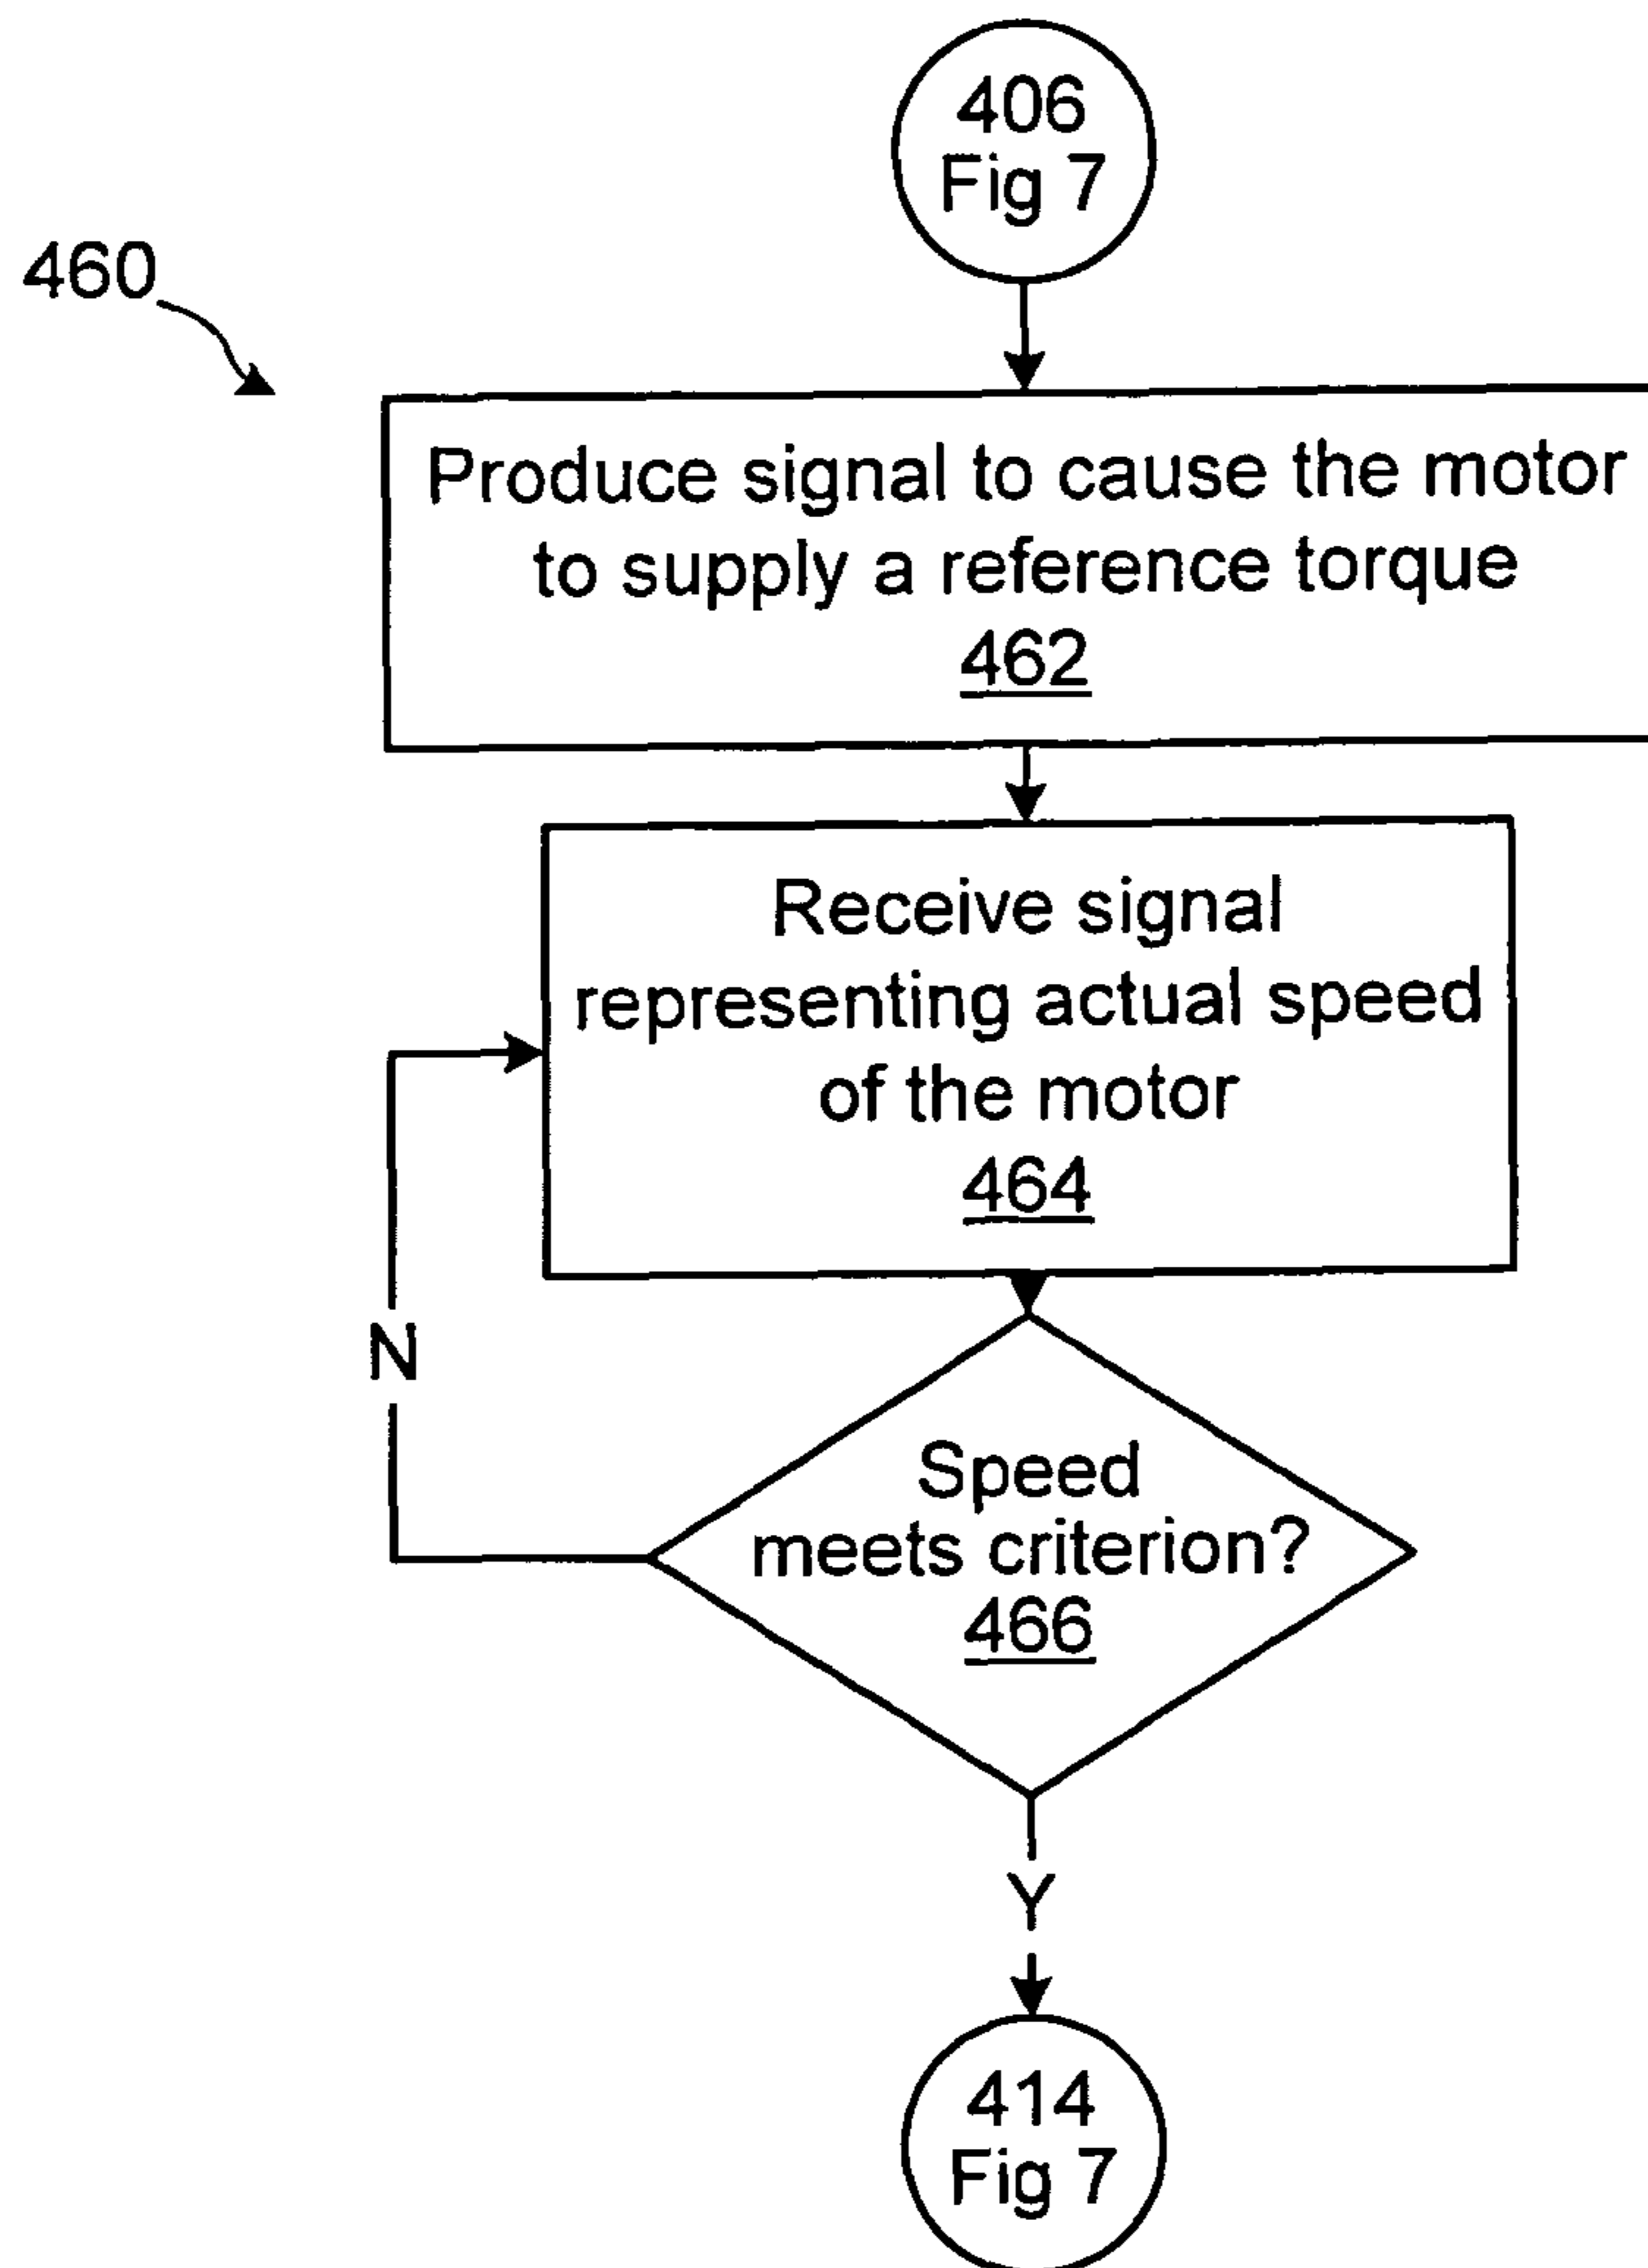 406
Fig 7
460
Produce signal to cause the motor
to supply a reference torque
462
Receive signal
representing actual speed
of the motor
464
N
Speed
meets criterion?
466
Y
414
Fig 7